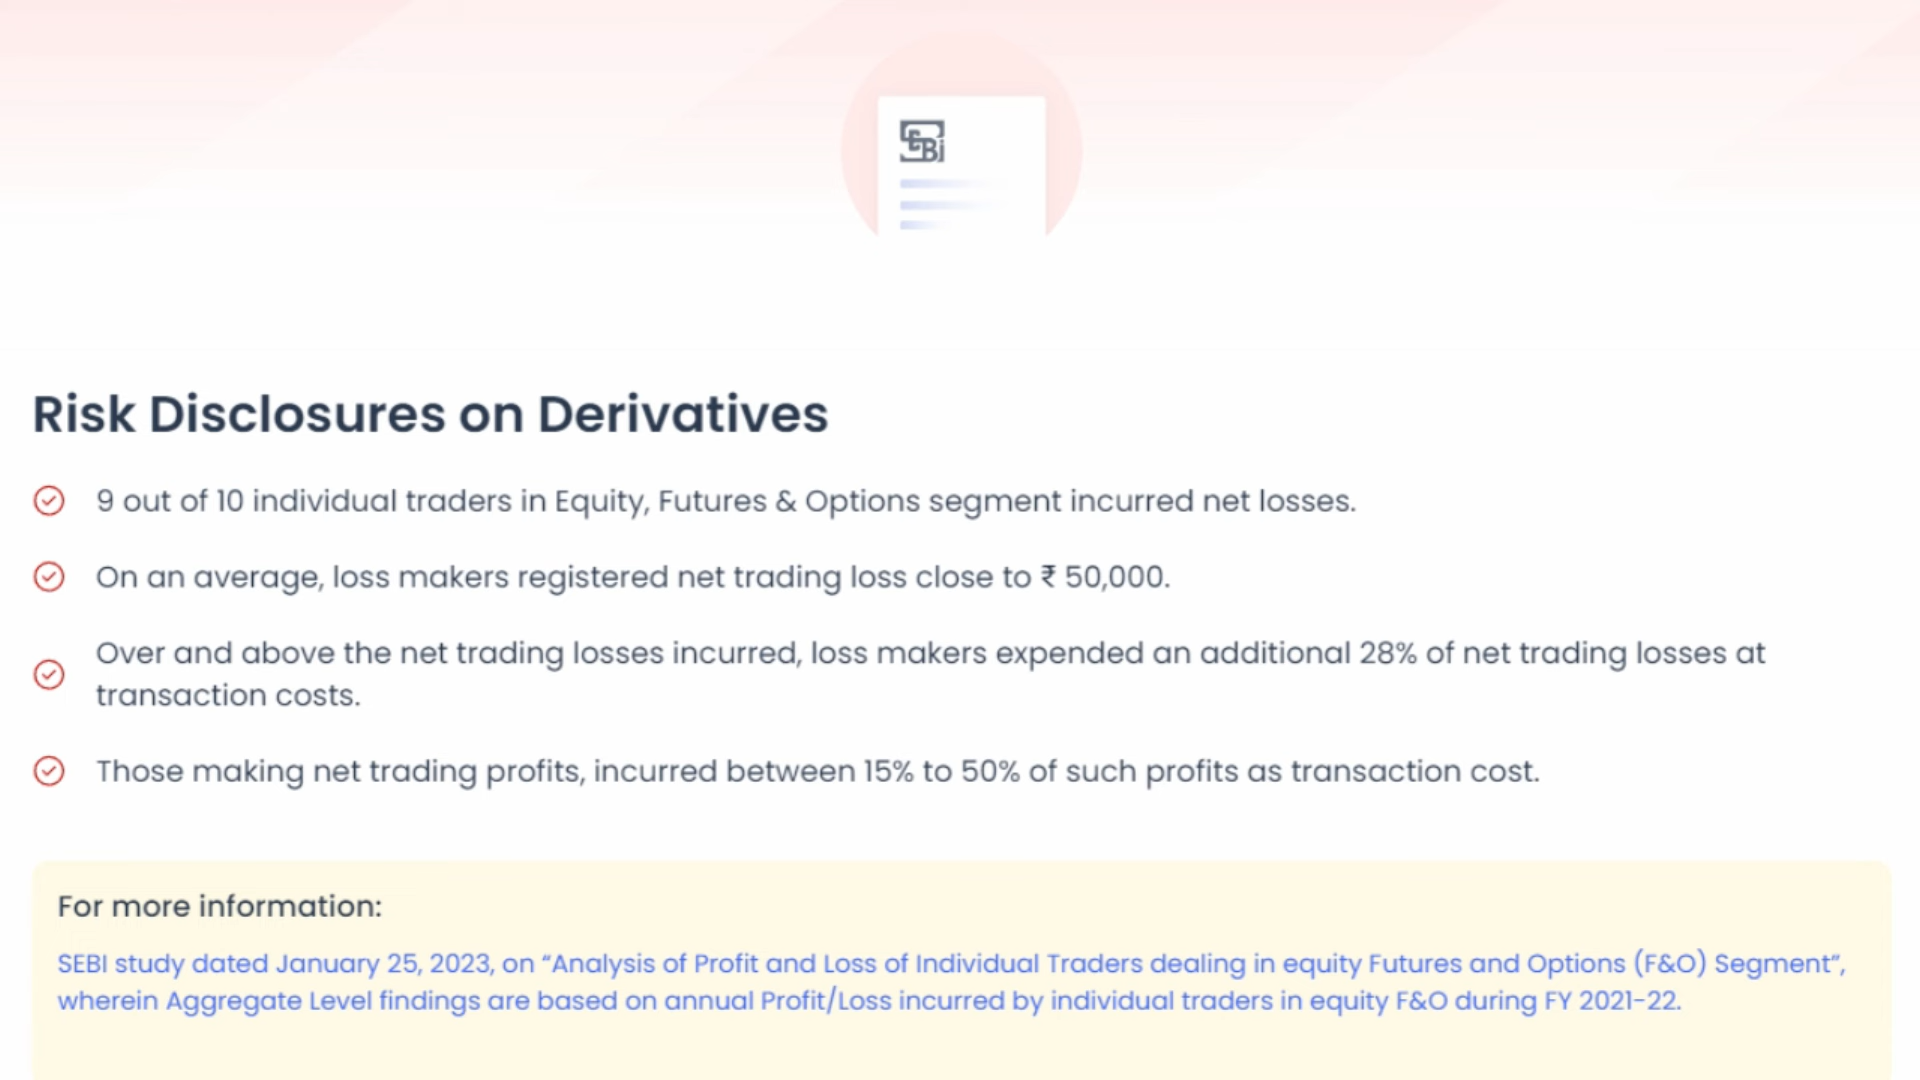 SEBI
Risk Disclosures on Derivatives
9 out of 10 individual traders in Equity, Futures & Options segment incurred net losses.
On an average, loss makers registered net trading loss close to ₹ 50,000.
Over and above the net trading losses incurred, loss makers expended an additional 28% of net trading losses at
transaction costs.
Those making net trading profits, incurred between 15% to 50% of such profits as transaction cost.
For more information:
SEBI study dated January 25, 2023, on “Analysis of Profit and Loss of Individual Traders dealing in equity Futures and Options (F&O) Segment”,
wherein Aggregate Level findings are based on annual Profit/Loss incurred by individual traders in equity F&O during FY 2021-22.